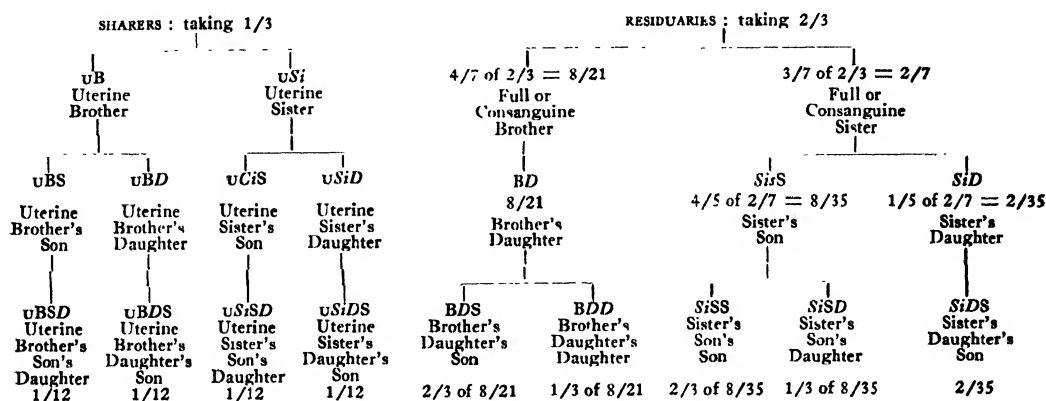 SHARERS : taking 1/3
RESIDUARIES : taking 2/3
uB
Uterine
Brother
uSi
Uterine
Sister
4/7 of 2/3 = 8/21
Full or
Consanguine
Brother
3/7 of 2/3 = 2/7
Full or
Consanguine
Sister
uBS
Uterine
Brother's
Son
uBD
Uterine
Brother's
Daughter
uCiS
Uterine
Sister's
Son
uSiD
Uterine
Sister's
Daughter
BD
8/21
Brother's
Daughter
SisS
4/5 of 2/7 = 8/35
Sister's
Son
SiD
1/5 of 2/7 = 2/35
Sister's
Daughter
uBSD
Uterine
Brother's
Son's
Daughter
1/12
uBDS
Uterine
Brother's
Daughter's
Son
1/12
uSiSD
Uterine
Sister's
Son's
Daughter
1/12
uSiDS
Uterine
Sister's
Daughter's
Son
1/12
BDS
Brother's
Daughter's
Son
2/3 of 8/21
BDD
Brother's
Daughter's
Daughter
1/3 of 8/21
SiSS
Sister's
Son's
Son
2/3 of 8/35
SiSD
Sister's
Son's
Daughter
1/3 of 8/35
SiDS
Sister's
Daughter's
Son
2/35